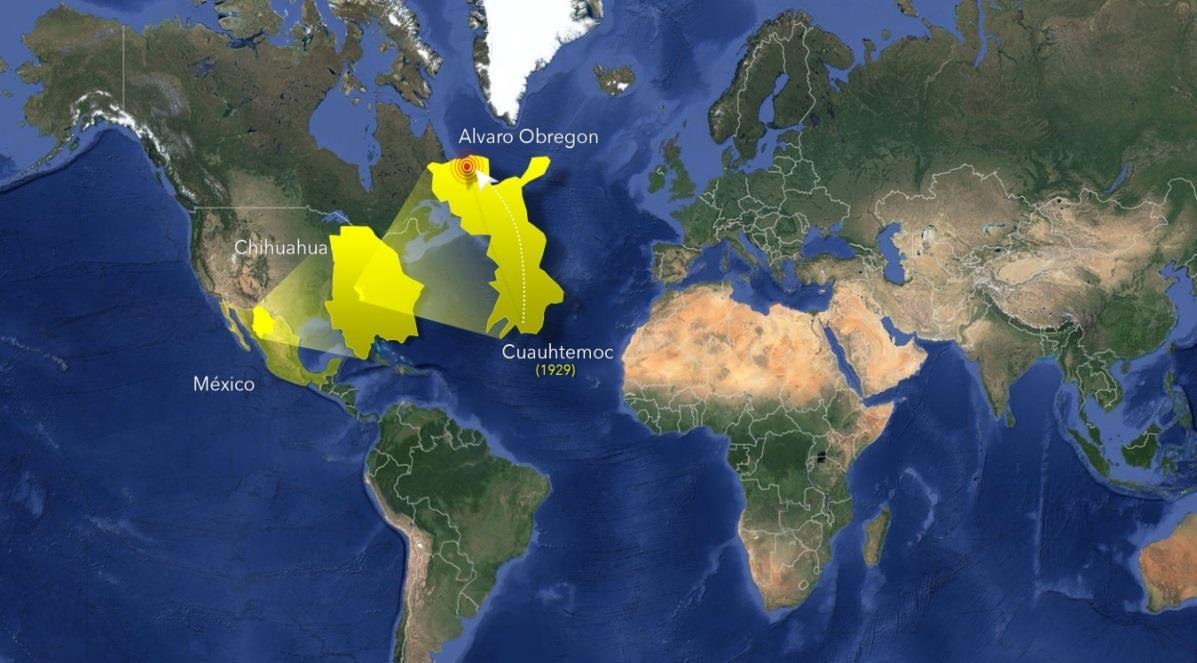 Alvaro Obregon
Chihuahua
Cuauhtemoc
(1929)
México